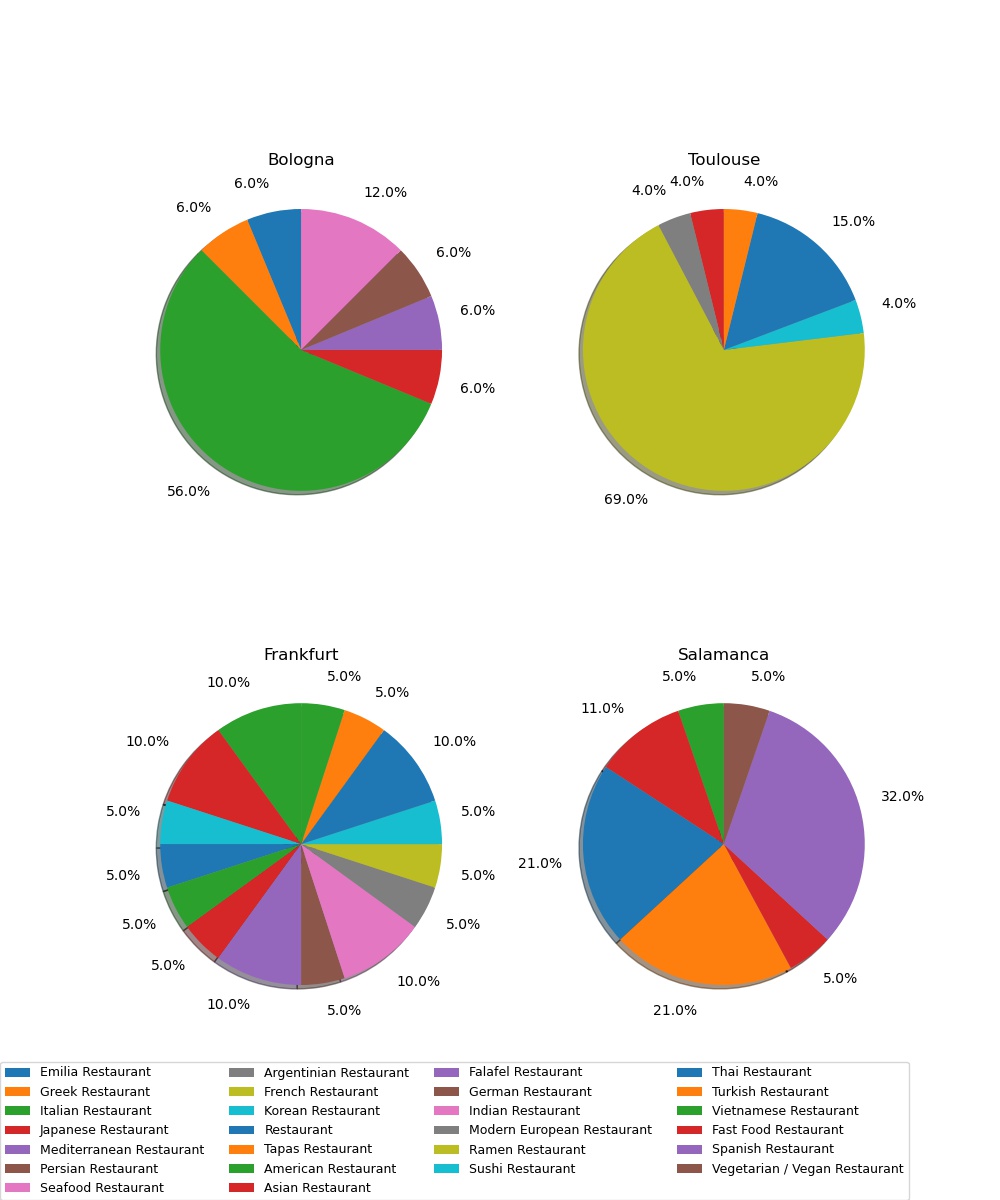 Bologna
6.0%
6.0%
12.0%
6.0%
6.0%
6.0%
56.0%
Toulouse
4.0%
4.0%
4.0%
15.0%
4.0%
69.0%
Frankfurt
10.0%
5.0%
5.0%
10.0%
10.0%
5.0%
5.0%
5.0%
5.0%
5.0%
5.0%
5.0%
10.0%
10.0%
5.0%
Salamanca
5.0%
5.0%
11.0%
32.0%
21.0%
5.0%
21.0%
Emilia Restaurant
Greek Restaurant
Italian Restaurant
Japanese Restaurant
Mediterranean Restaurant
Persian Restaurant
Seafood Restaurant
Argentinian Restaurant
French Restaurant
Korean Restaurant
Restaurant
Tapas Restaurant
American Restaurant
Asian Restaurant
Falafel Restaurant
German Restaurant
Indian Restaurant
Modern European Restaurant
Ramen Restaurant
Sushi Restaurant
Thai Restaurant
Turkish Restaurant
Vietnamese Restaurant
Fast Food Restaurant
Spanish Restaurant
Vegetarian / Vegan Restaurant